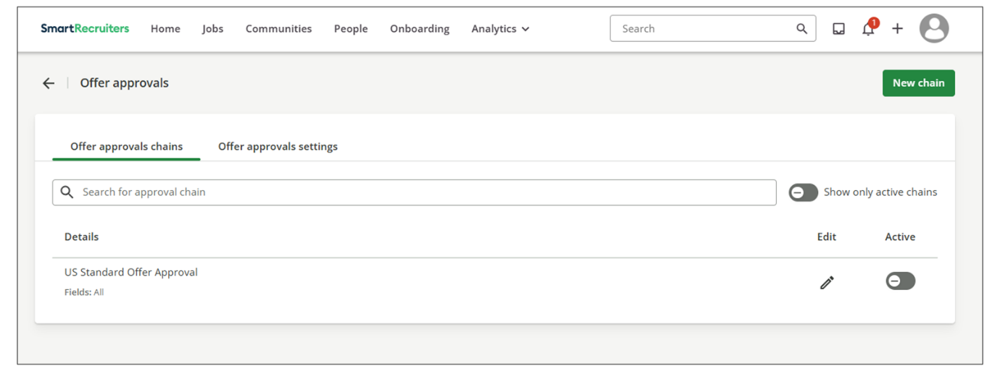 SmartRecruiters Home Jobs Communities People Onboarding Analytics Search 1
Offer approvals New chain
Offer approvals chains Offer approvals settings
Search for approval chain Show only active chains
Details Edit Active
US Standard Offer Approval
Fields: All